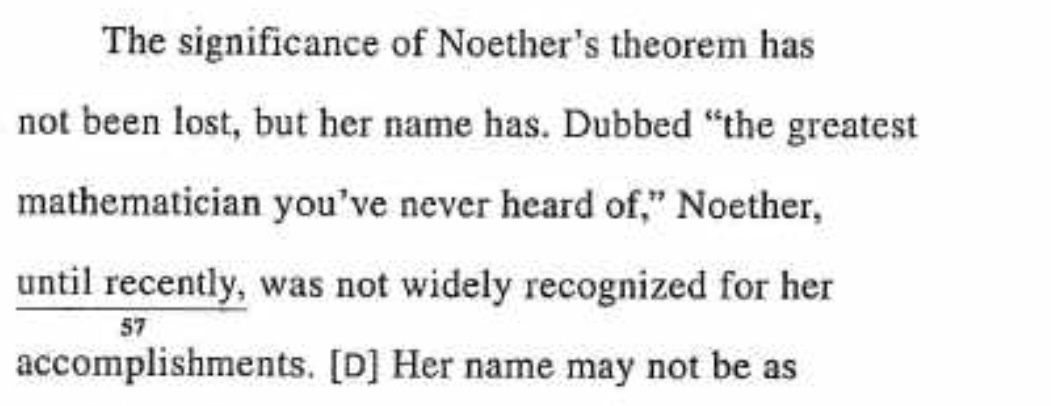 The significance of Noether's theorem has
not been lost, but her name has. Dubbed “the greatest
mathematician you've never heard of,” Noether,
until recently, was not widely recognized for her
57
accomplishments. [D] Her name may not be as